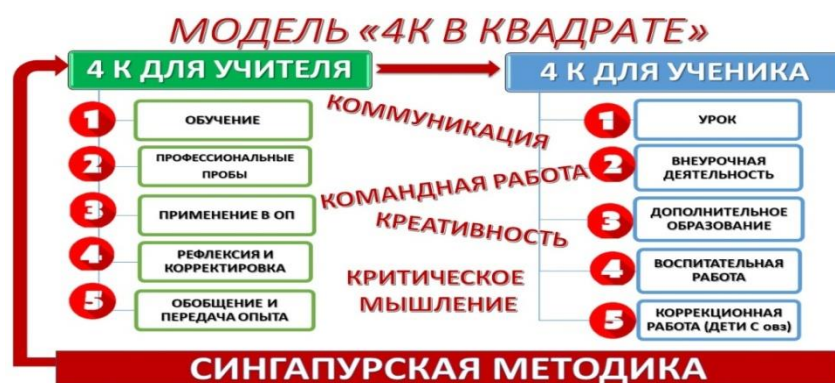 МОДЕЛЬ «4К В КВАДРАТЕ»
4 К ДЛЯ УЧИТЕЛЯ
1 ОБУЧЕНИЕ
2 ПРОФЕССИОНАЛЬНЫЕ
ПРОБЫ
3 ПРИМЕНЕНИЕ В ОП
4 РЕФЛЕКСИЯ И
КОРРЕКТИРОВКА
5 ОБОБЩЕНИЕ И
ПЕРЕДАЧА ОПЫТА
КОММУНИКАЦИЯ
КОМАНДНАЯ РАБОТА
КРЕАТИВНОСТЬ
КРИТИЧЕСКОЕ
МЫШЛЕНИЕ
4 К ДЛЯ УЧЕНИКА
1 УРОК
2 ВНЕУРОЧНАЯ
ДЕЯТЕЛЬНОСТЬ
3 ДОПОЛНИТЕЛЬНОЕ
ОБРАЗОВАНИЕ
4 ВОСПИТАТЕЛЬНАЯ
РАБОТА
5 КОРРЕКЦИОННАЯ
РАБОТА (ДЕТИ С овз)
СИНГАПУРСКАЯ МЕТОДИКА